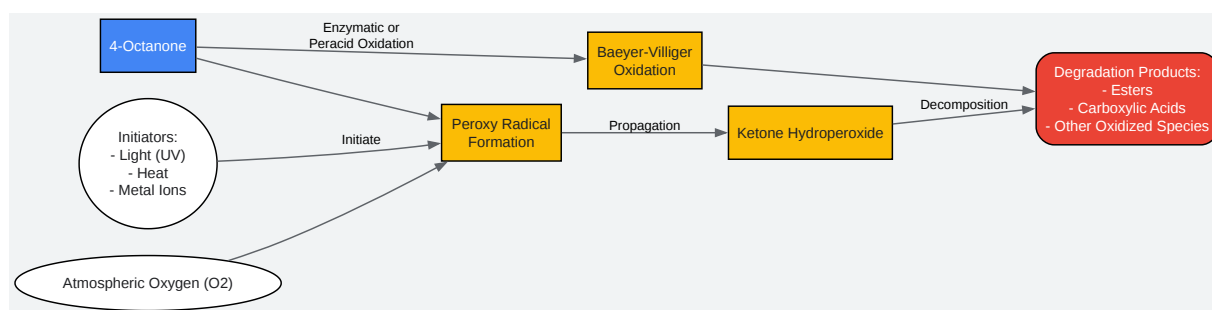 4-Octanone
Enzymatic or
Peracid Oxidation
Baeyer-Villiger
Oxidation
Degradation Products:
- Esters
- Carboxylic Acids
- Other Oxidized Species
Initiators:
- Light (UV)
- Heat
- Metal Ions
Initiate
Peroxy Radical
Formation
Propagation
Ketone Hydroperoxide
Decomposition
Atmospheric Oxygen (O2)